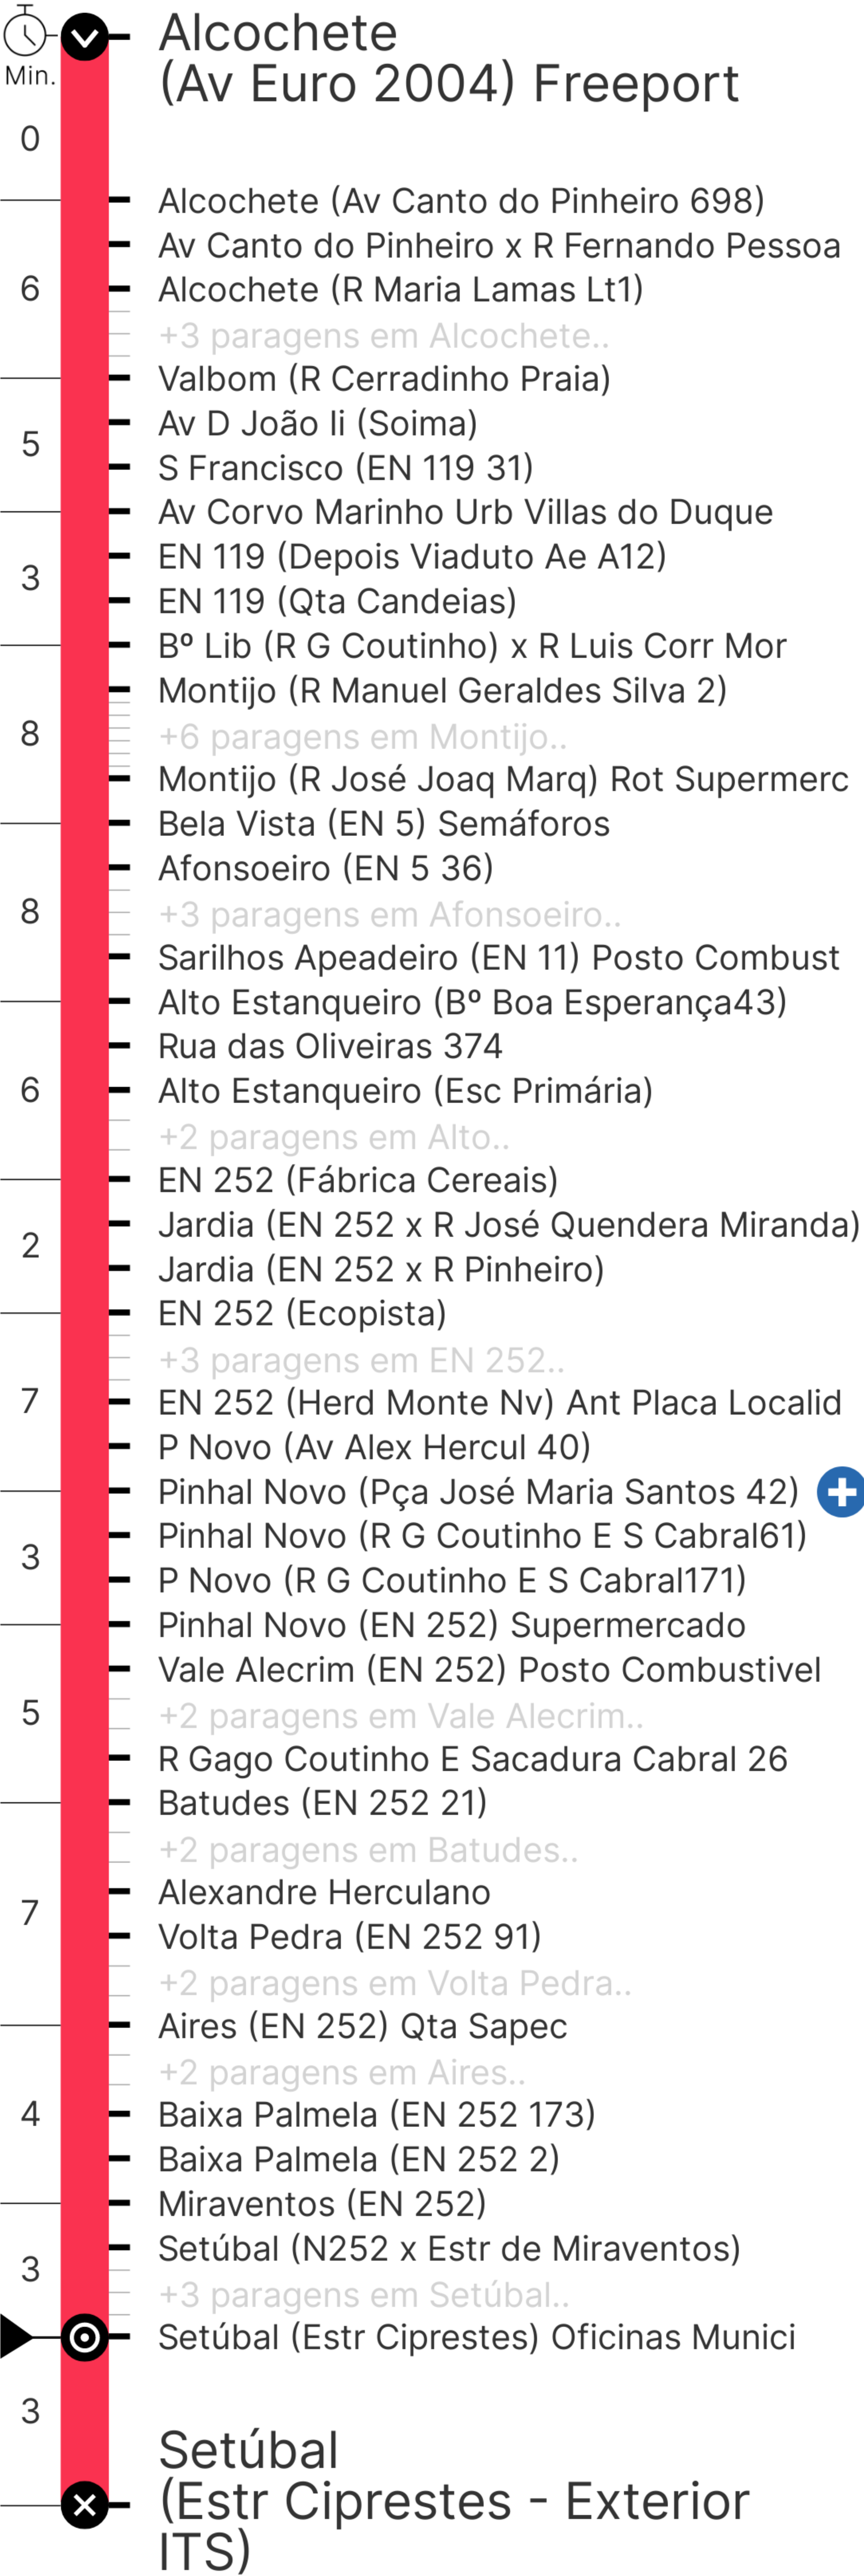 Alcochete
Min.
(Av Euro 2004) Freeport
0
Alcochete (Av Canto do Pinheiro 698)
Av Canto do Pinheiro x R Fernando Pessoa
6
Alcochete (R Maria Lamas Lt1)
+3 paragens em Alcochete..
Valbom (R Cerradinho Praia)
Av D João Ii (Soima)
5
S Francisco (EN 119 31)
Av Corvo Marinho Urb Villas do Duque
EN 119 (Depois Viaduto Ae A12)
3
EN 119 (Qta Candeias)
Bº Lib (R G Coutinho) x R Luis Corr Mor
Montijo (R Manuel Geraldes Silva 2)
8
+6 paragens em Montijo..
Montijo (R José Joaq Marq) Rot Supermerc
Bela Vista (EN 5) Semáforos
Afonsoeiro (EN 5 36)
8
+3 paragens em Afonsoeiro..
Sarilhos Apeadeiro (EN 11) Posto Combust
Alto Estanqueiro (Bº Boa Esperança43)
Rua das Oliveiras 374
6
Alto Estanqueiro (Esc Primária)
+2 paragens em Alto..
EN 252 (Fábrica Cereais)
Jardia (EN 252 x R José Quendera Miranda)
2
Jardia (EN 252 x R Pinheiro)
EN 252 (Ecopista)
+3 paragens em EN 252..
7
EN 252 (Herd Monte Nv) Ant Placa Localid
P Novo (Av Alex Hercul 40)
Pinhal Novo (Pça José Maria Santos 42)
Pinhal Novo (R G Coutinho E S Cabral61)
3
P Novo (R G Coutinho E S Cabral171)
Pinhal Novo (EN 252) Supermercado
Vale Alecrim (EN 252) Posto Combustivel
5
+2 paragens em Vale Alecrim..
R Gago Coutinho E Sacadura Cabral 26
Batudes (EN 252 21)
+2 paragens em Batudes..
Alexandre Herculano
7
Volta Pedra (EN 252 91)
+2 paragens em Volta Pedra..
Aires (EN 252) Qta Sapec
+2 paragens em Aires..
4
Baixa Palmela (EN 252 173)
Baixa Palmela (EN 252 2)
Miraventos (EN 252)
Setúbal (N252 x Estr de Miraventos)
3
+3 paragens em Setúbal..
Setúbal (Estr Ciprestes) Oficinas Munici
3
Setúbal
(Estr Ciprestes - Exterior
ITS)